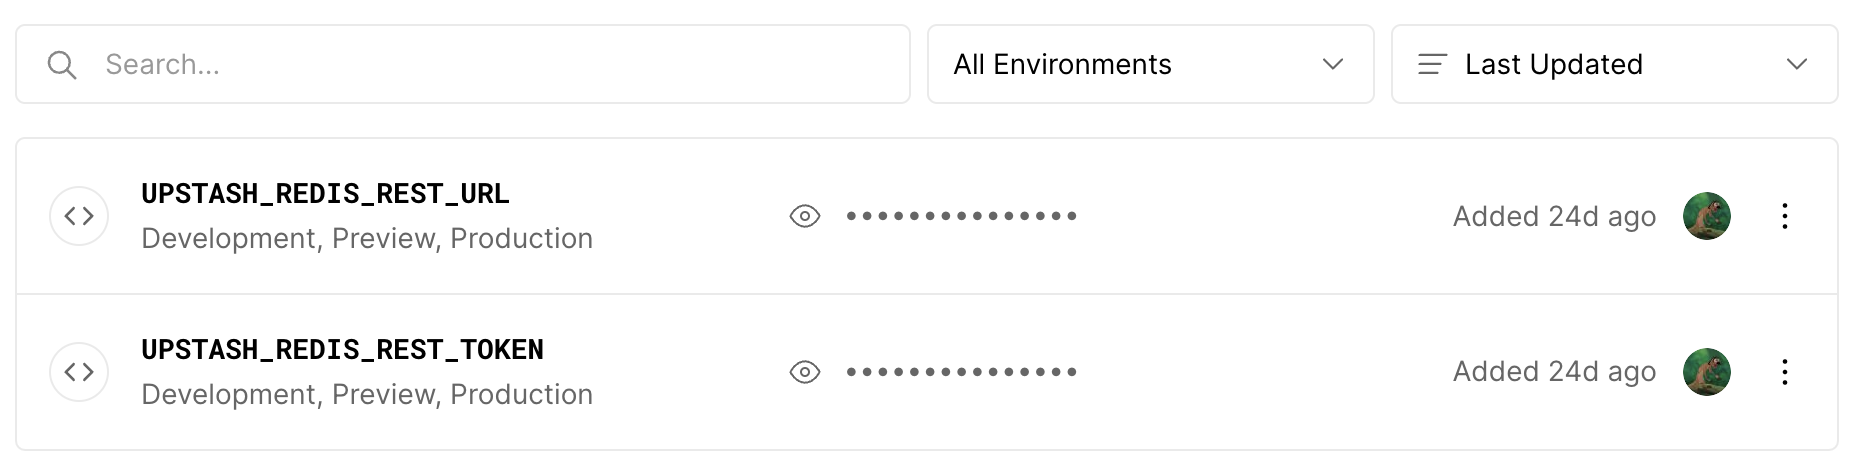 Search...
All Environments
Last Updated
UPSTASH_REDIS_REST_URL
Development, Preview, Production
Added 24d ago
UPSTASH_REDIS_REST_TOKEN
Development, Preview, Production
Added 24d ago